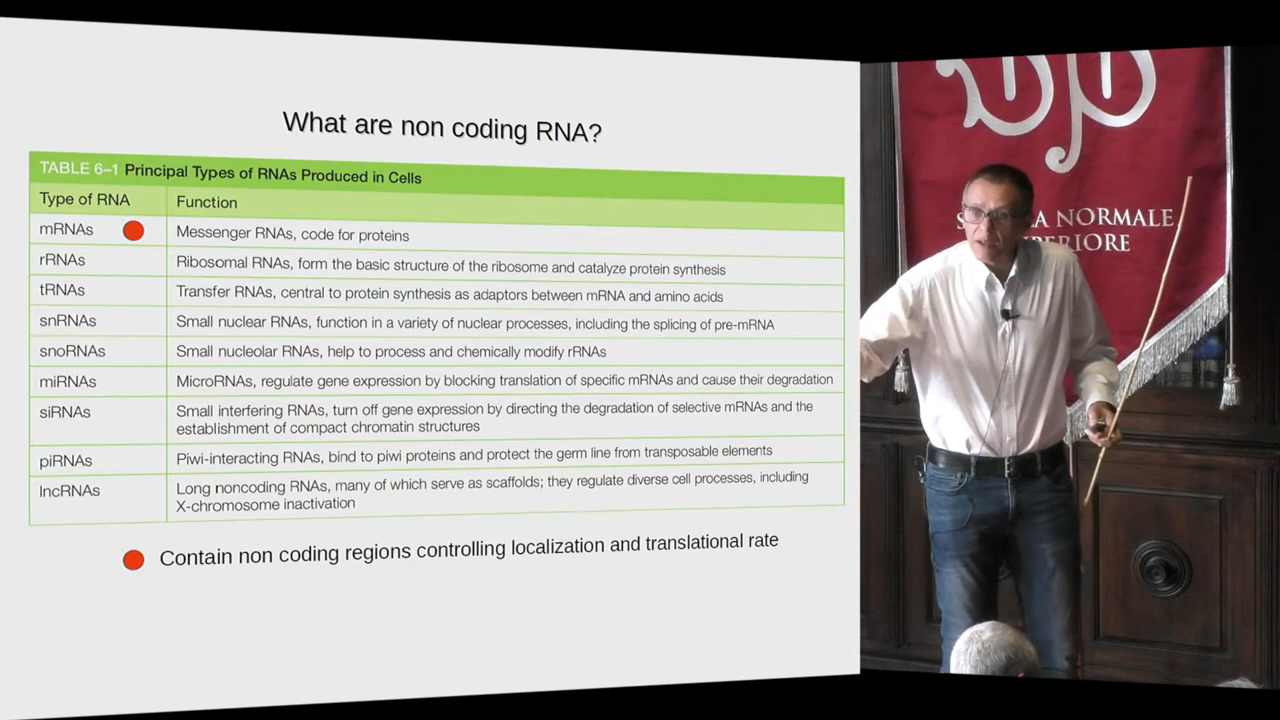 What are non coding RNA?
TABLE 6–1 Principal Types of RNAs Produced in Cells
Type of RNA Function
mRNAs Messenger RNAs, code for proteins
rRNAs Ribosomal RNAs, form the basic structure of the ribosome and catalyze protein synthesis
tRNAs Transfer RNAs, central to protein synthesis as adaptors between mRNA and amino acids
snRNAs Small nuclear RNAs, function in a variety of nuclear processes, including the splicing of pre-mRNA
snoRNAs Small nucleolar RNAs, help to process and chemically modify rRNAs
miRNAs MicroRNAs, regulate gene expression by blocking translation of specific mRNAs and cause their degradation
siRNAs Small interfering RNAs, turn off gene expression by directing the degradation of selective mRNAs and the
establishment of compact chromatin structures
piRNAs Piwi-interacting RNAs, bind to piwi proteins and protect the germ line from transposable elements
lncRNAs Long noncoding RNAs, many of which serve as scaffolds; they regulate diverse cell processes, including
X-chromosome inactivation
Contain non coding regions controlling localization and translational rate
NORMALE